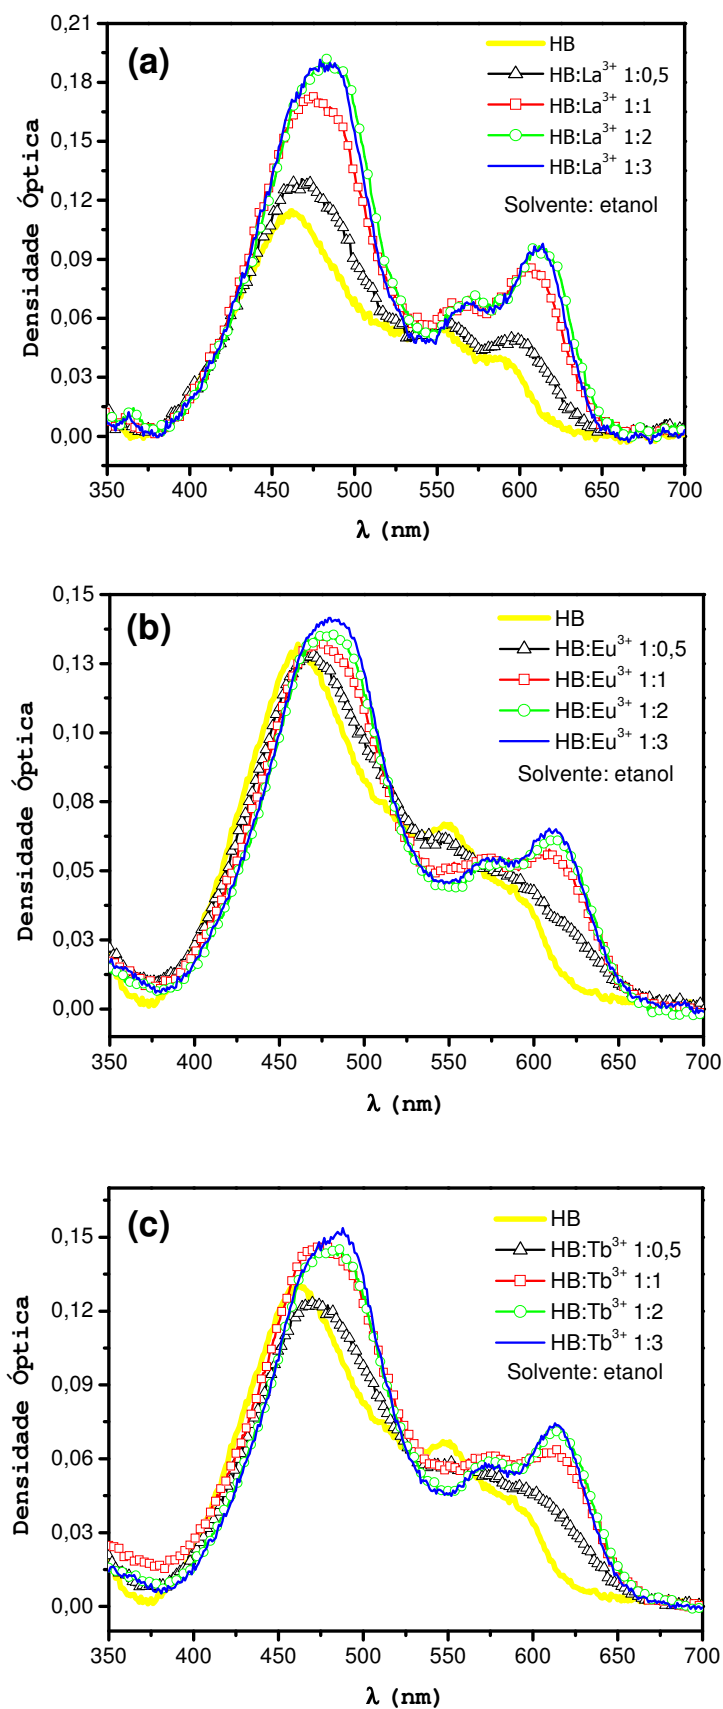 (a)
HB
HB:La³⁺ 1:0,5
HB:La³⁺ 1:1
HB:La³⁺ 1:2
HB:La³⁺ 1:3
Solvente: etanol
Densidade Óptica
0,21
0,18
0,15
0,12
0,09
0,06
0,03
0,00
350 400 450 500 550 600 650 700
λ (nm)
(b)
HB
HB:Eu³⁺ 1:0,5
HB:Eu³⁺ 1:1
HB:Eu³⁺ 1:2
HB:Eu³⁺ 1:3
Solvente: etanol
Densidade Óptica
0,15
0,13
0,10
0,08
0,05
0,03
0,00
350 400 450 500 550 600 650 700
λ (nm)
(c)
HB
HB:Tb³⁺ 1:0,5
HB:Tb³⁺ 1:1
HB:Tb³⁺ 1:2
HB:Tb³⁺ 1:3
Solvente: etanol
Densidade Óptica
0,15
0,12
0,09
0,06
0,03
0,00
350 400 450 500 550 600 650 700
λ (nm)